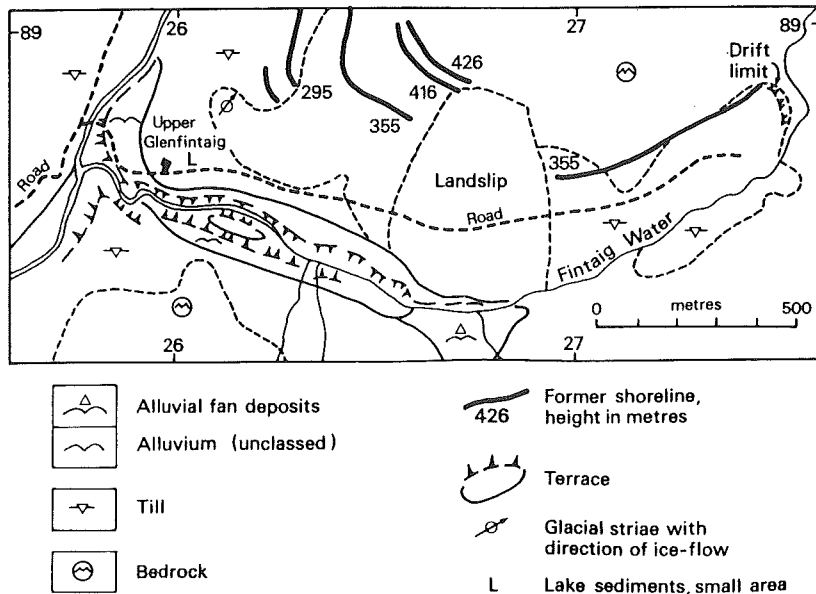 89
26
27
89
426
416
295
355
355
Drift
limit
Upper
Glenfintaig
L
Road
Landslip
Road
Fintaig Water
0 metres 500
26
27
Alluvial fan deposits
Alluvium (unclassed)
Till
Bedrock
Former shoreline,
426 height in metres
Terrace
Glacial striae with
direction of ice-flow
L Lake sediments, small area